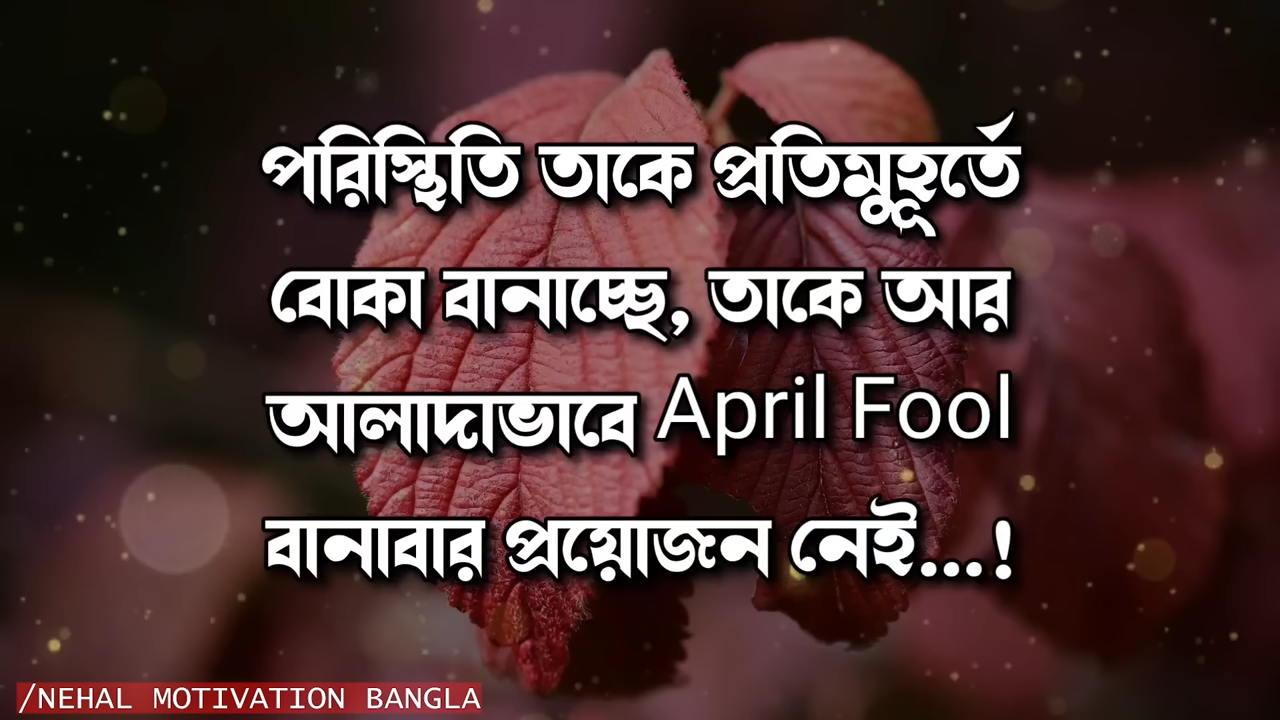 পরিস্থিতি তাকে প্রতিমুহূর্তে
বোকা বানাচ্ছে, তাকে আর
আলাদাভাবে April Fool
বানাবার প্রয়োজন নেই...!
/NEHAL MOTIVATION BANGLA